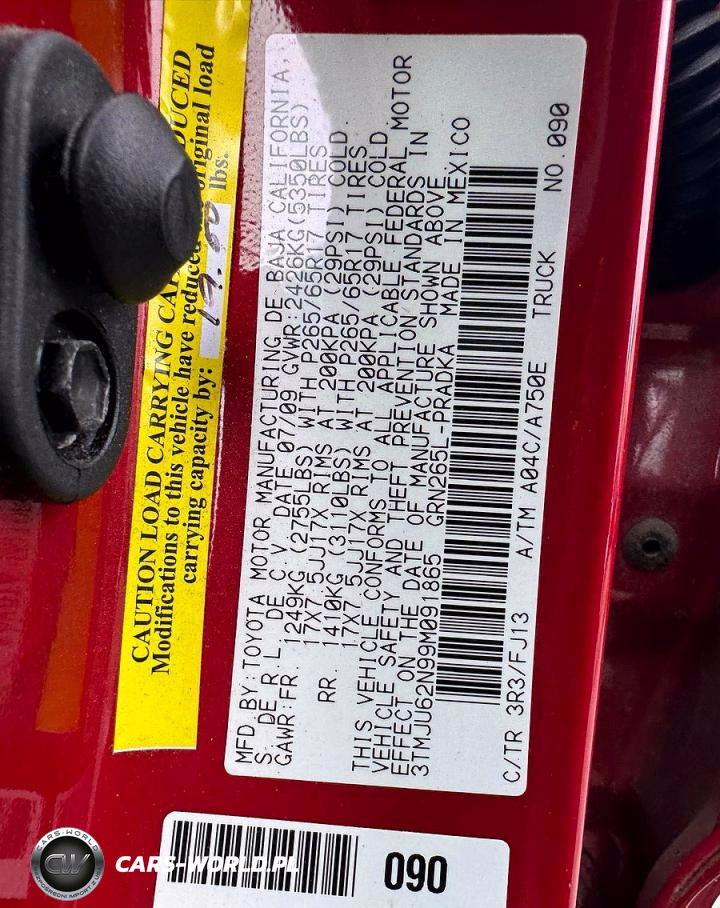 CAUTION LOAD CARRYING CAP DUCED
Modifications to this vehicle have reduced original load
carrying capacity by: lbs.
MFD BY:TOYOTA MOTOR MANUFACTURING DE BAJA CALIFORNIA,
S DE R L DE C.V DATE 07/09 GVWR:2426KG(5350LBS)
GAWR:FR. 1249KG (2755LBS) WITH P265/65R17 TIRES
17X7.5JJ17X RIMS AT 200KPA (29PSI) COLD
RR. 1410KG (3110LBS) WITH P265/65R17 TIRES
17X7.5JJ17X RIMS AT 200KPA (29PSI) COLD
THIS VEHICLE CONFORMS TO ALL APPLICABLE FEDERAL MOTOR
VEHICLE SAFETY AND THEFT PREVENTION STANDARDS IN
EFFECT ON THE DATE OF MANUFACTURE SHOWN ABOVE.
3TMJU62N99M091865 GRN265L-PRADKA MADE IN MEXICO
C/TR 3R3/FJ13 A/TM A04C/A750E TRUCK NO.090
090
CARS-WORLD
CW
CARS-WORLD.PL